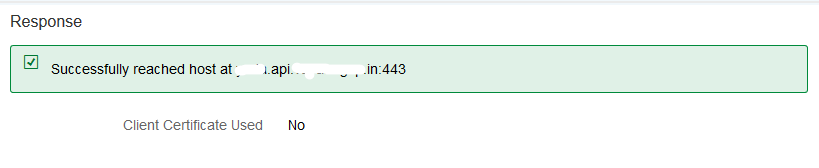 Response
Successfully reached host at .api. .in:443
Client Certificate Used No